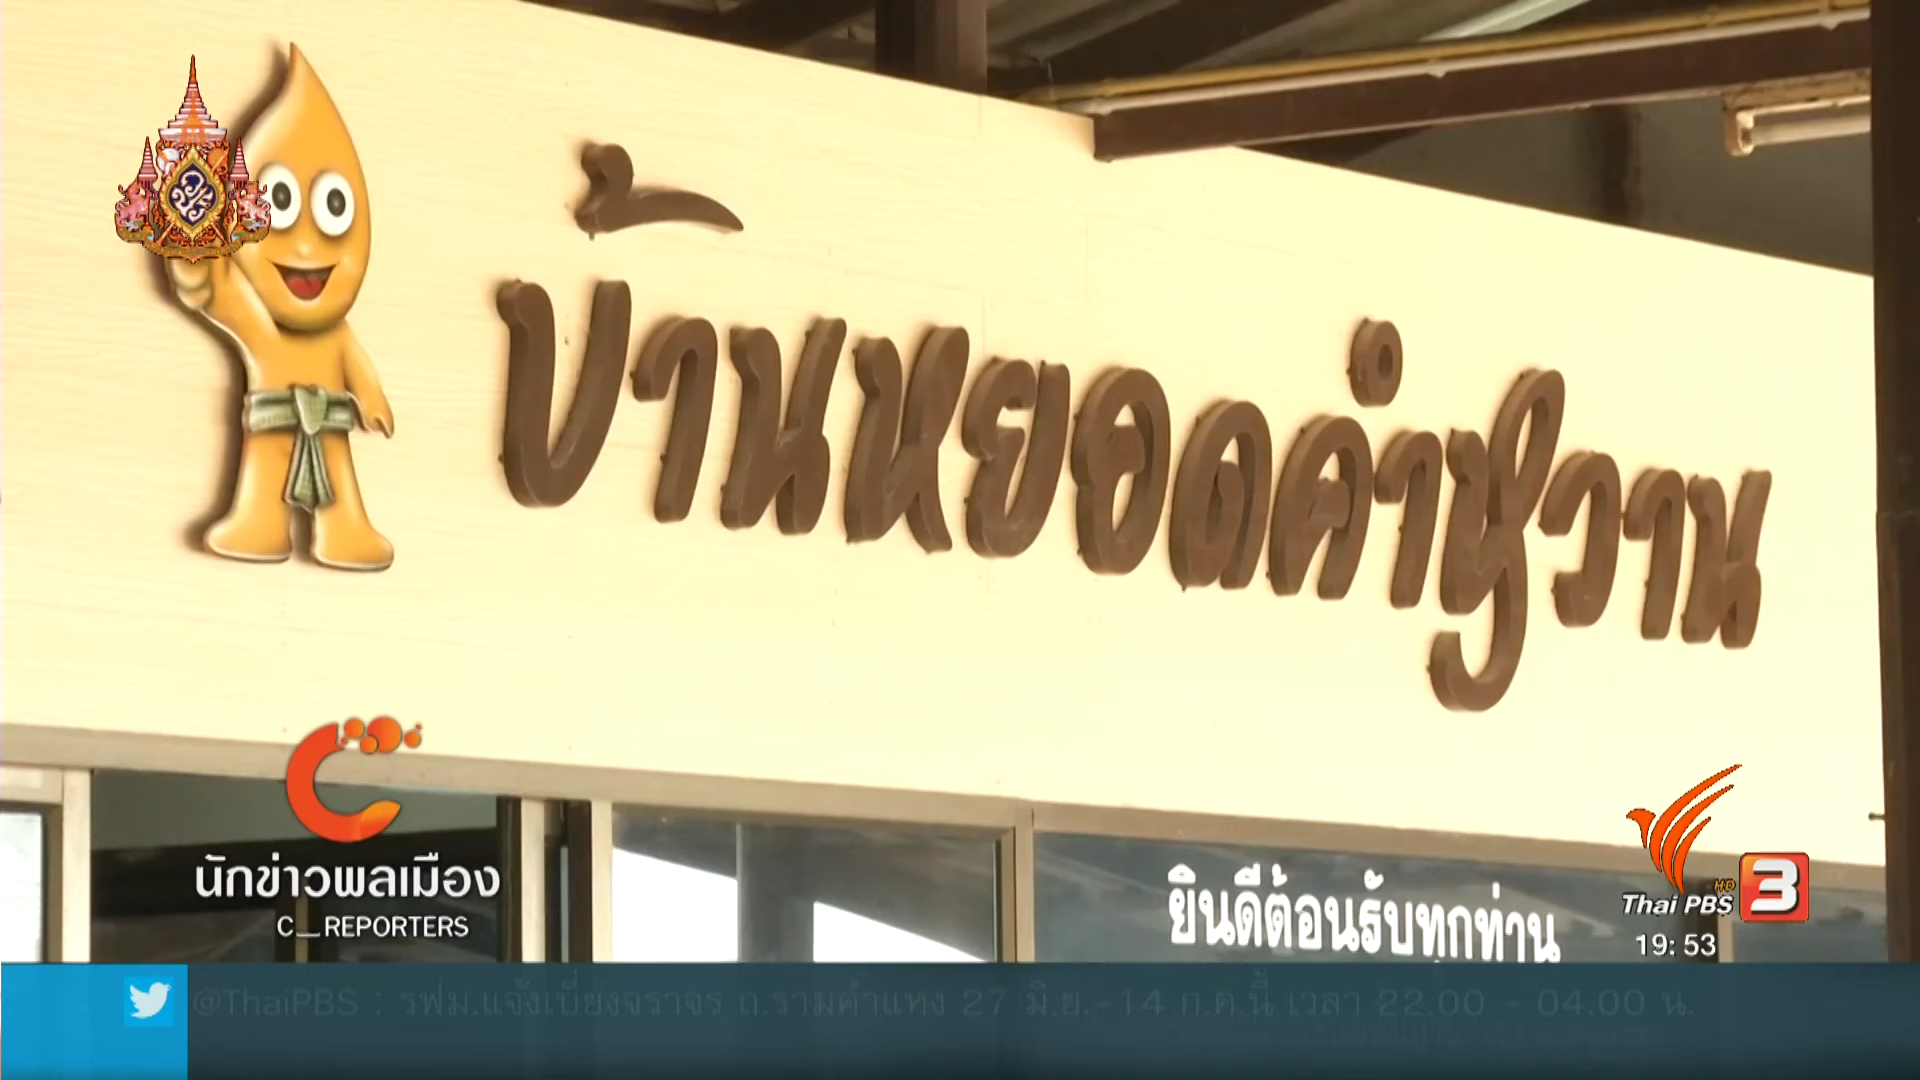 บ้านหยอดคำหวาน
นักข่าวพลเมือง
C_REPORTERS
ยินดีต้อนรับทุกท่าน
HD
Thai PBS 3
19:53
@ThaiPBS : รฟม.แจ้งเบี่ยงจราจร ถ.รามคำแหง 27 มิ.ย.-14 ก.ค.นี้ เวลา 22.00 - 04.00 น.